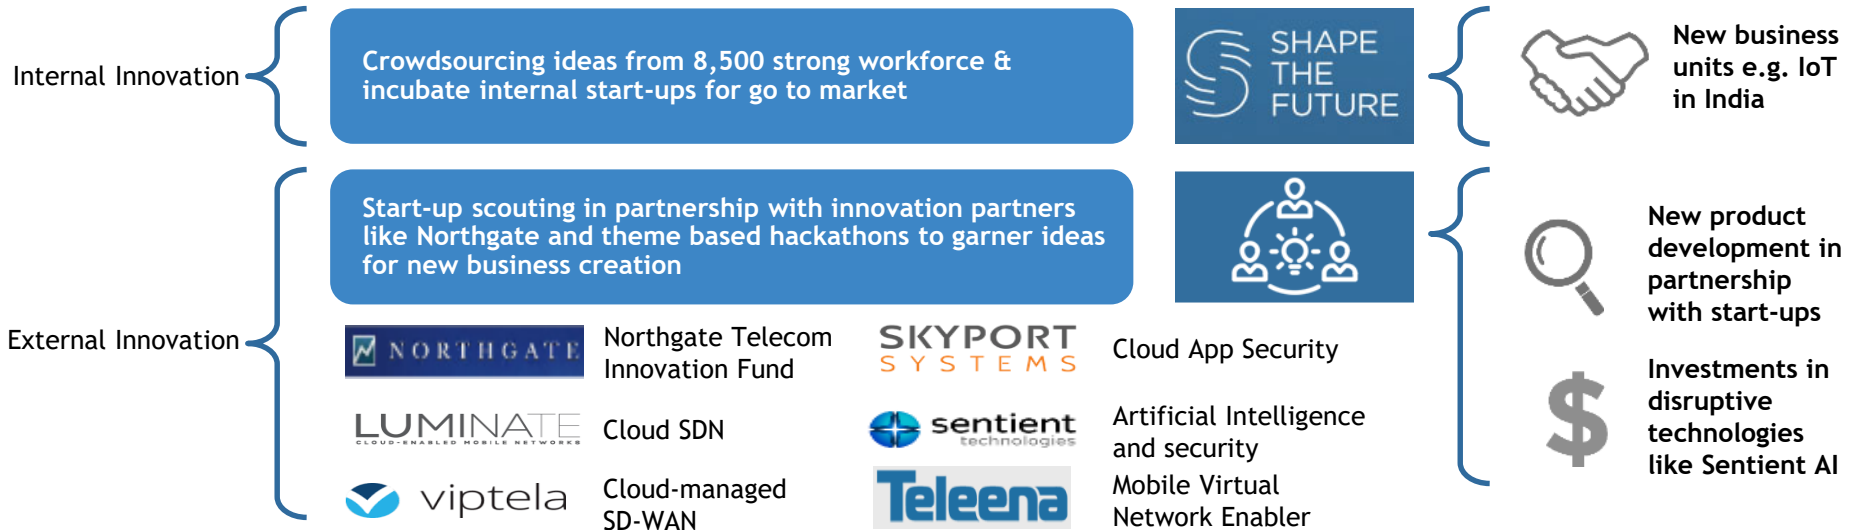 Internal Innovation
Crowdsourcing ideas from 8,500 strong workforce &
incubate internal start-ups for go to market
SHAPE
THE
FUTURE
New business
units e.g. IoT
in India
External Innovation
Start-up scouting in partnership with innovation partners
like Northgate and theme based hackathons to garner ideas
for new business creation
New product
development in
partnership
with start-ups
NORTHGATE
Northgate Telecom
Innovation Fund
SKYPORT
SYSTEMS
Cloud App Security
LUMINATE
CLOUD-ENABLED MOBILE NETWORKS
Cloud SDN
sentient
technologies
Artificial Intelligence
and security
Investments in
disruptive
technologies
like Sentient AI
viptela
Cloud-managed
SD-WAN
Teleena
Mobile Virtual
Network Enabler